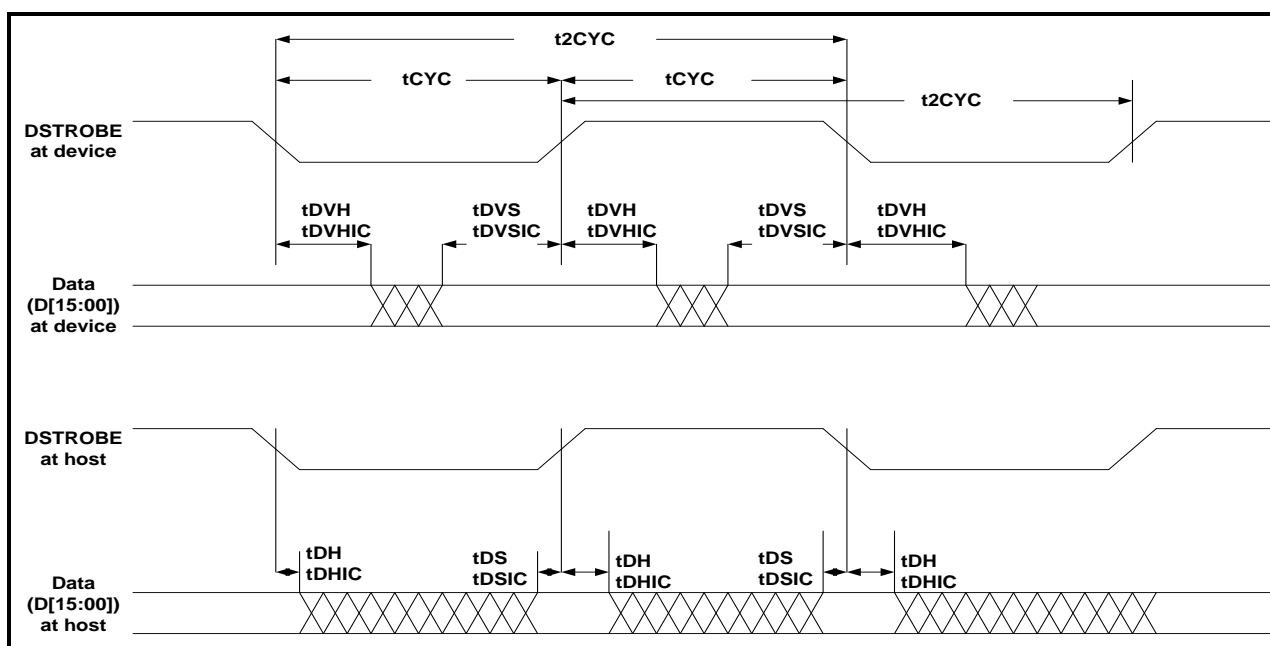 t2CYC
tCYC
tCYC
t2CYC
DSTROBE
at device
tDVH
tDVHIC
tDVS
tDVSIC
tDVH
tDVHIC
tDVS
tDVSIC
tDVH
tDVHIC
Data
(D[15:00])
at device
DSTROBE
at host
tDH
tDHIC
tDS
tDSIC
tDH
tDHIC
tDS
tDSIC
tDH
tDHIC
Data
(D[15:00])
at host